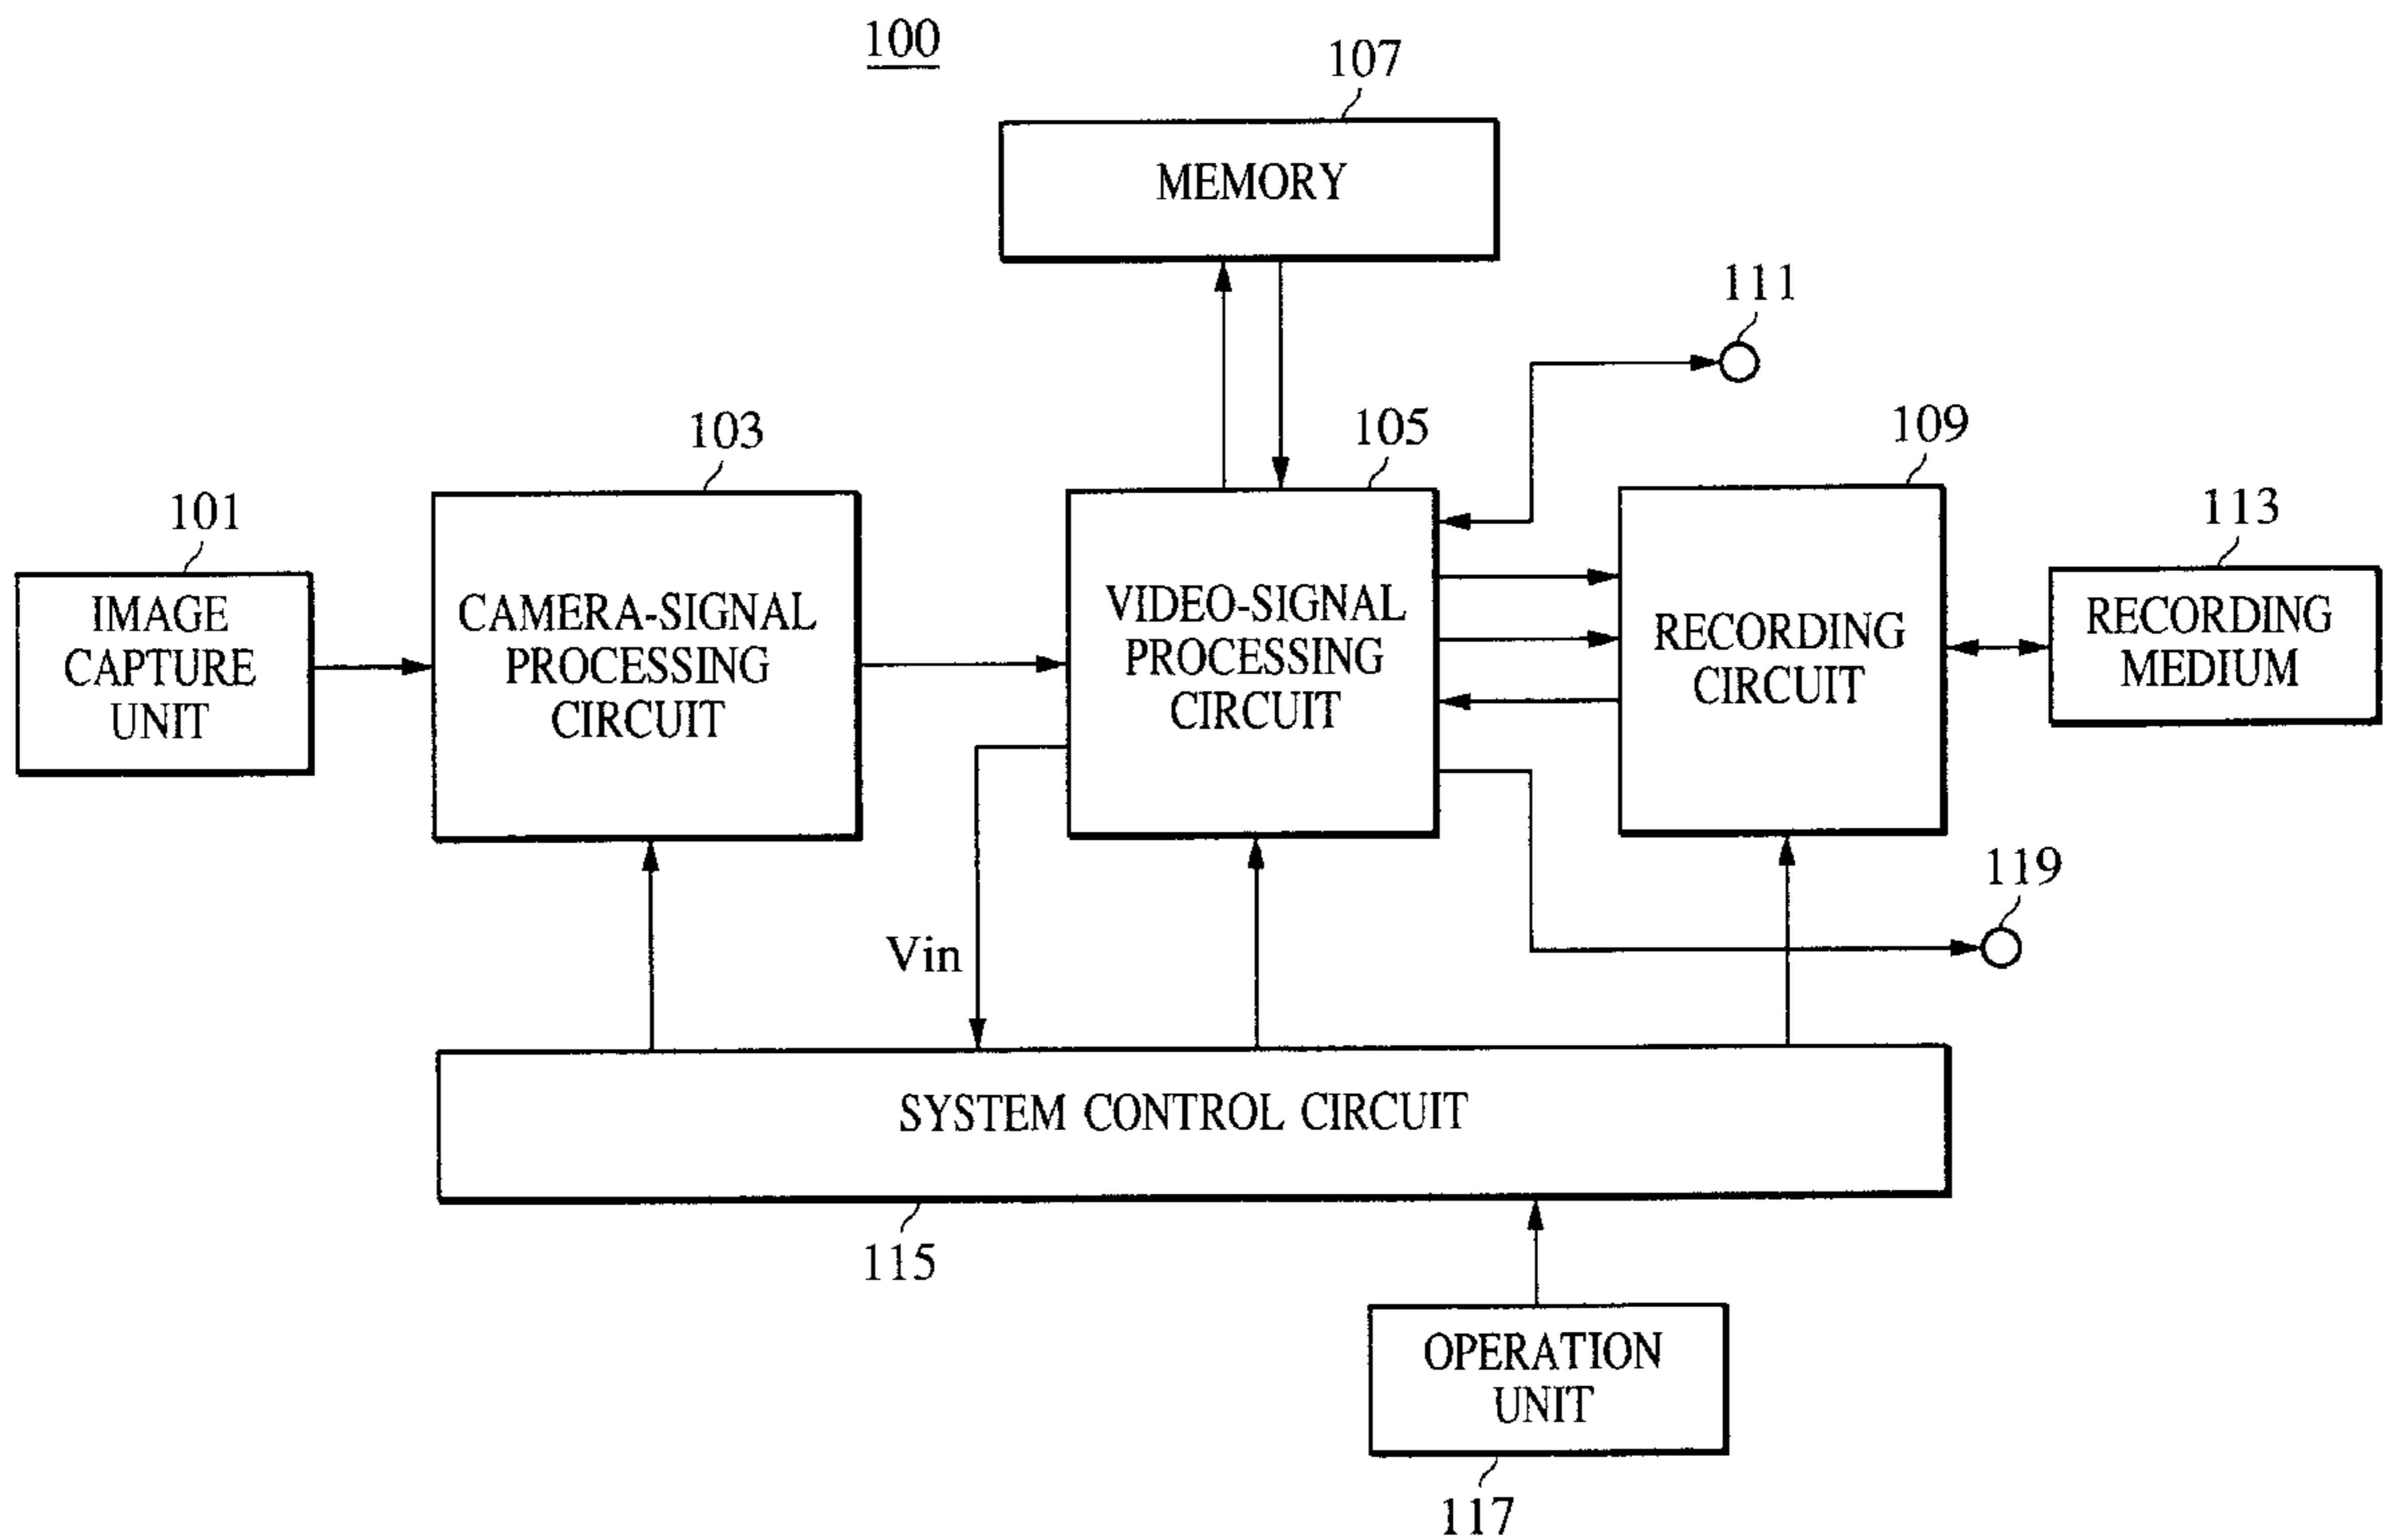 100
107
MEMORY
111
103
105
109
101
113
IMAGE
CAPTURE
UNIT
CAMERA-SIGNAL
PROCESSING
CIRCUIT
VIDEO-SIGNAL
PROCESSING
CIRCUIT
RECORDING
CIRCUIT
RECORDING
MEDIUM
119
Vin
SYSTEM CONTROL CIRCUIT
115
OPERATION
UNIT
117